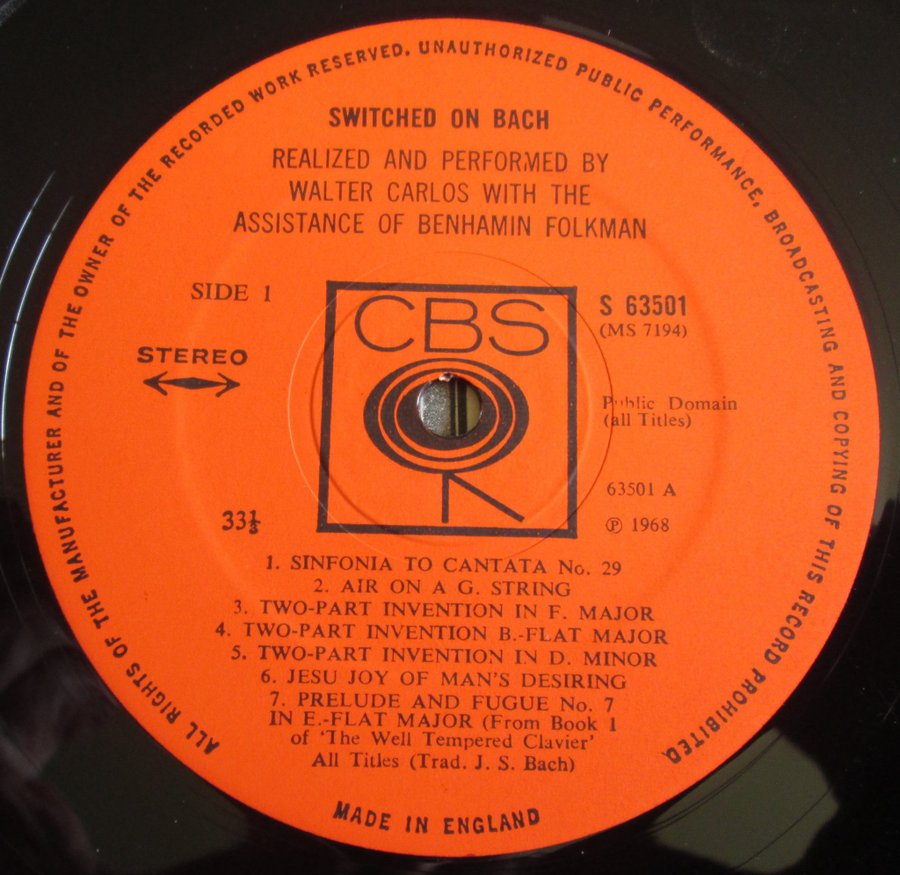 ALL RIGHTS OF THE MANUFACTURER AND OF THE OWNER OF THE RECORDED WORK RESERVED. UNAUTHORIZED PUBLIC PERFORMANCE, BROADCASTING AND COPYING OF THIS RECORD PROHIBITED.
SWITCHED ON BACH
REALIZED AND PERFORMED BY
WALTER CARLOS WITH THE
ASSISTANCE OF BENHAMIN FOLKMAN
SIDE 1
STEREO
33⅓
CBS
S 63501
(MS 7194)
Public Domain
(all Titles)
63501 A
℗ 1968
1. SINFONIA TO CANTATA No. 29
2. AIR ON A G. STRING
3. TWO-PART INVENTION IN F. MAJOR
4. TWO-PART INVENTION B.-FLAT MAJOR
5. TWO-PART INVENTION IN D. MINOR
6. JESU JOY OF MAN'S DESIRING
7. PRELUDE AND FUGUE No. 7
IN E.-FLAT MAJOR (From Book 1
of 'The Well Tempered Clavier'
All Titles (Trad. J. S. Bach)
MADE IN ENGLAND